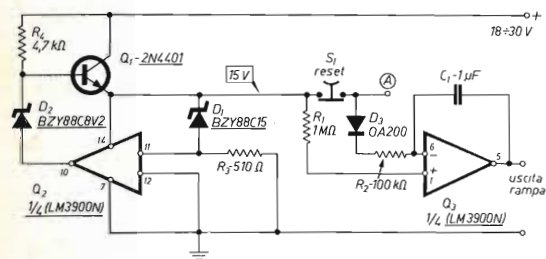 +
18÷30 V
R4
4,7 kΩ
Q1-2N4401
15 V
S1
reset
A
C1-1 µF
D2
BZY88C8V2
D1
BZY88C15
R1
1 MΩ
D3
OA200
14
11
10
12
7
R3-510 Ω
R2-100 kΩ
6
−
5
+
1
uscita
rampa
Q2
1/4 (LM3900N)
Q3
1/4 (LM3900N)